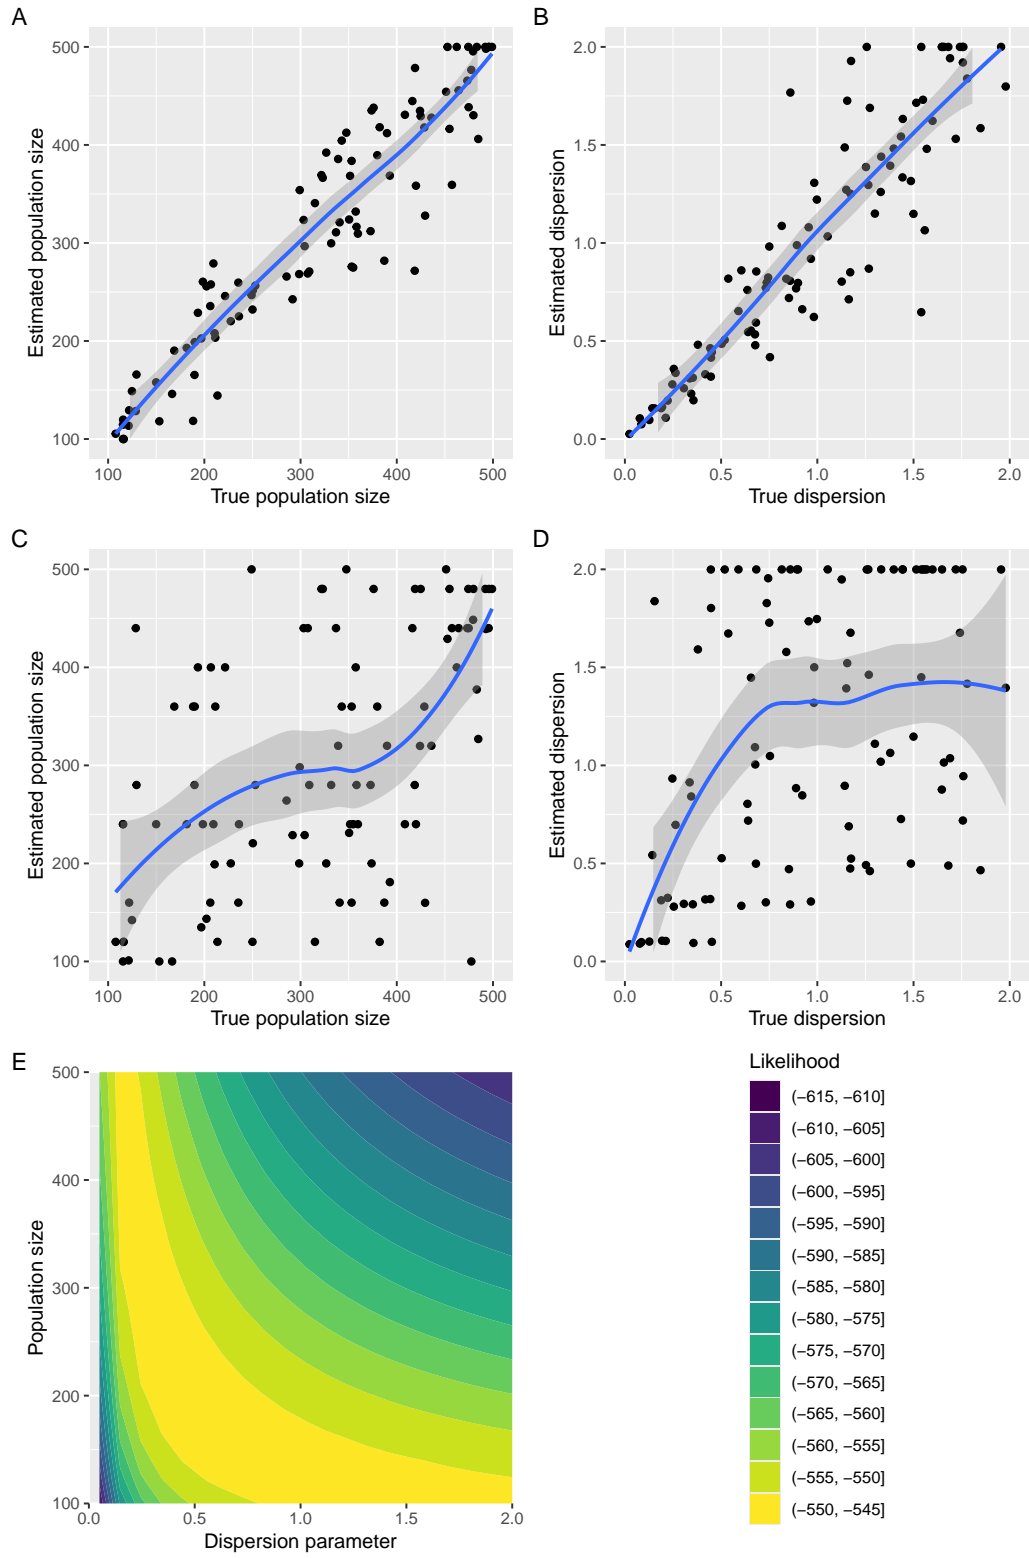 A
500
400
300
200
100
100 200 300 400 500
True population size
Estimated population size
B
2.0
1.5
1.0
0.5
0.0
0.0 0.5 1.0 1.5 2.0
True dispersion
Estimated dispersion
C
500
400
300
200
100
100 200 300 400 500
True population size
Estimated population size
D
2.0
1.5
1.0
0.5
0.0
0.0 0.5 1.0 1.5 2.0
True dispersion
Estimated dispersion
E
500
400
300
200
100
0.0 0.5 1.0 1.5 2.0
Dispersion parameter
Population size
Likelihood
(−615, −610]
(−610, −605]
(−605, −600]
(−600, −595]
(−595, −590]
(−590, −585]
(−585, −580]
(−580, −575]
(−575, −570]
(−570, −565]
(−565, −560]
(−560, −555]
(−555, −550]
(−550, −545]